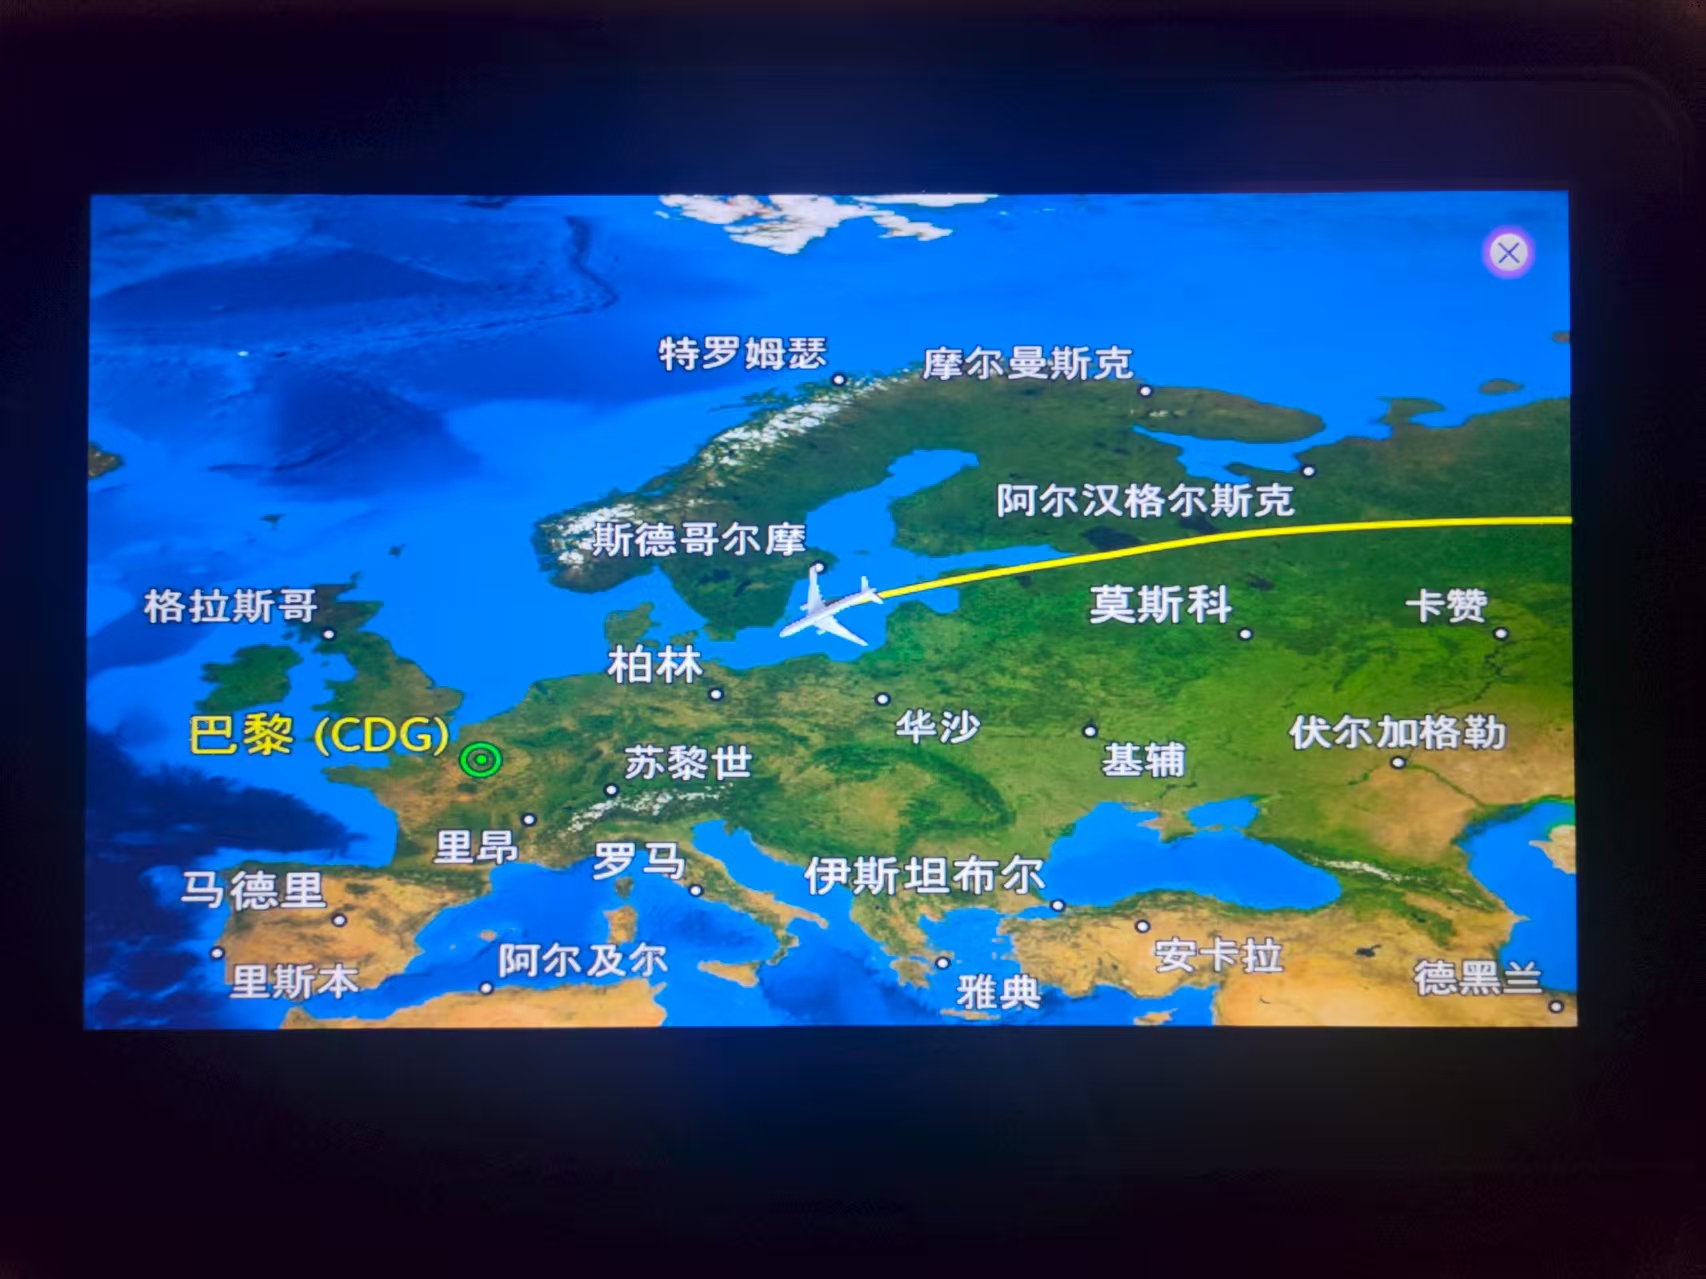 特罗姆瑟
摩尔曼斯克
阿尔汉格尔斯克
斯德哥尔摩
格拉斯哥
莫斯科
卡赞
柏林
华沙
巴黎 (CDG)
苏黎世
基辅
伏尔加格勒
里昂
罗马
伊斯坦布尔
马德里
里斯本
阿尔及尔
雅典
安卡拉
德黑兰